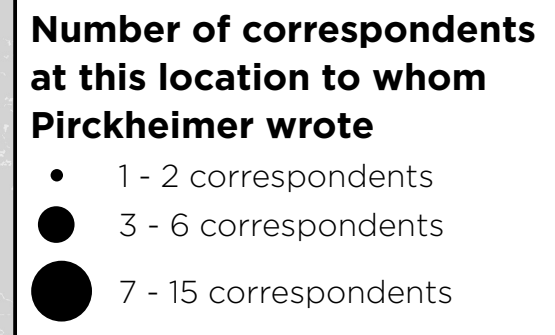 Number of correspondents
at this location to whom
Pirckheimer wrote
1 - 2 correspondents
3 - 6 correspondents
7 - 15 correspondents